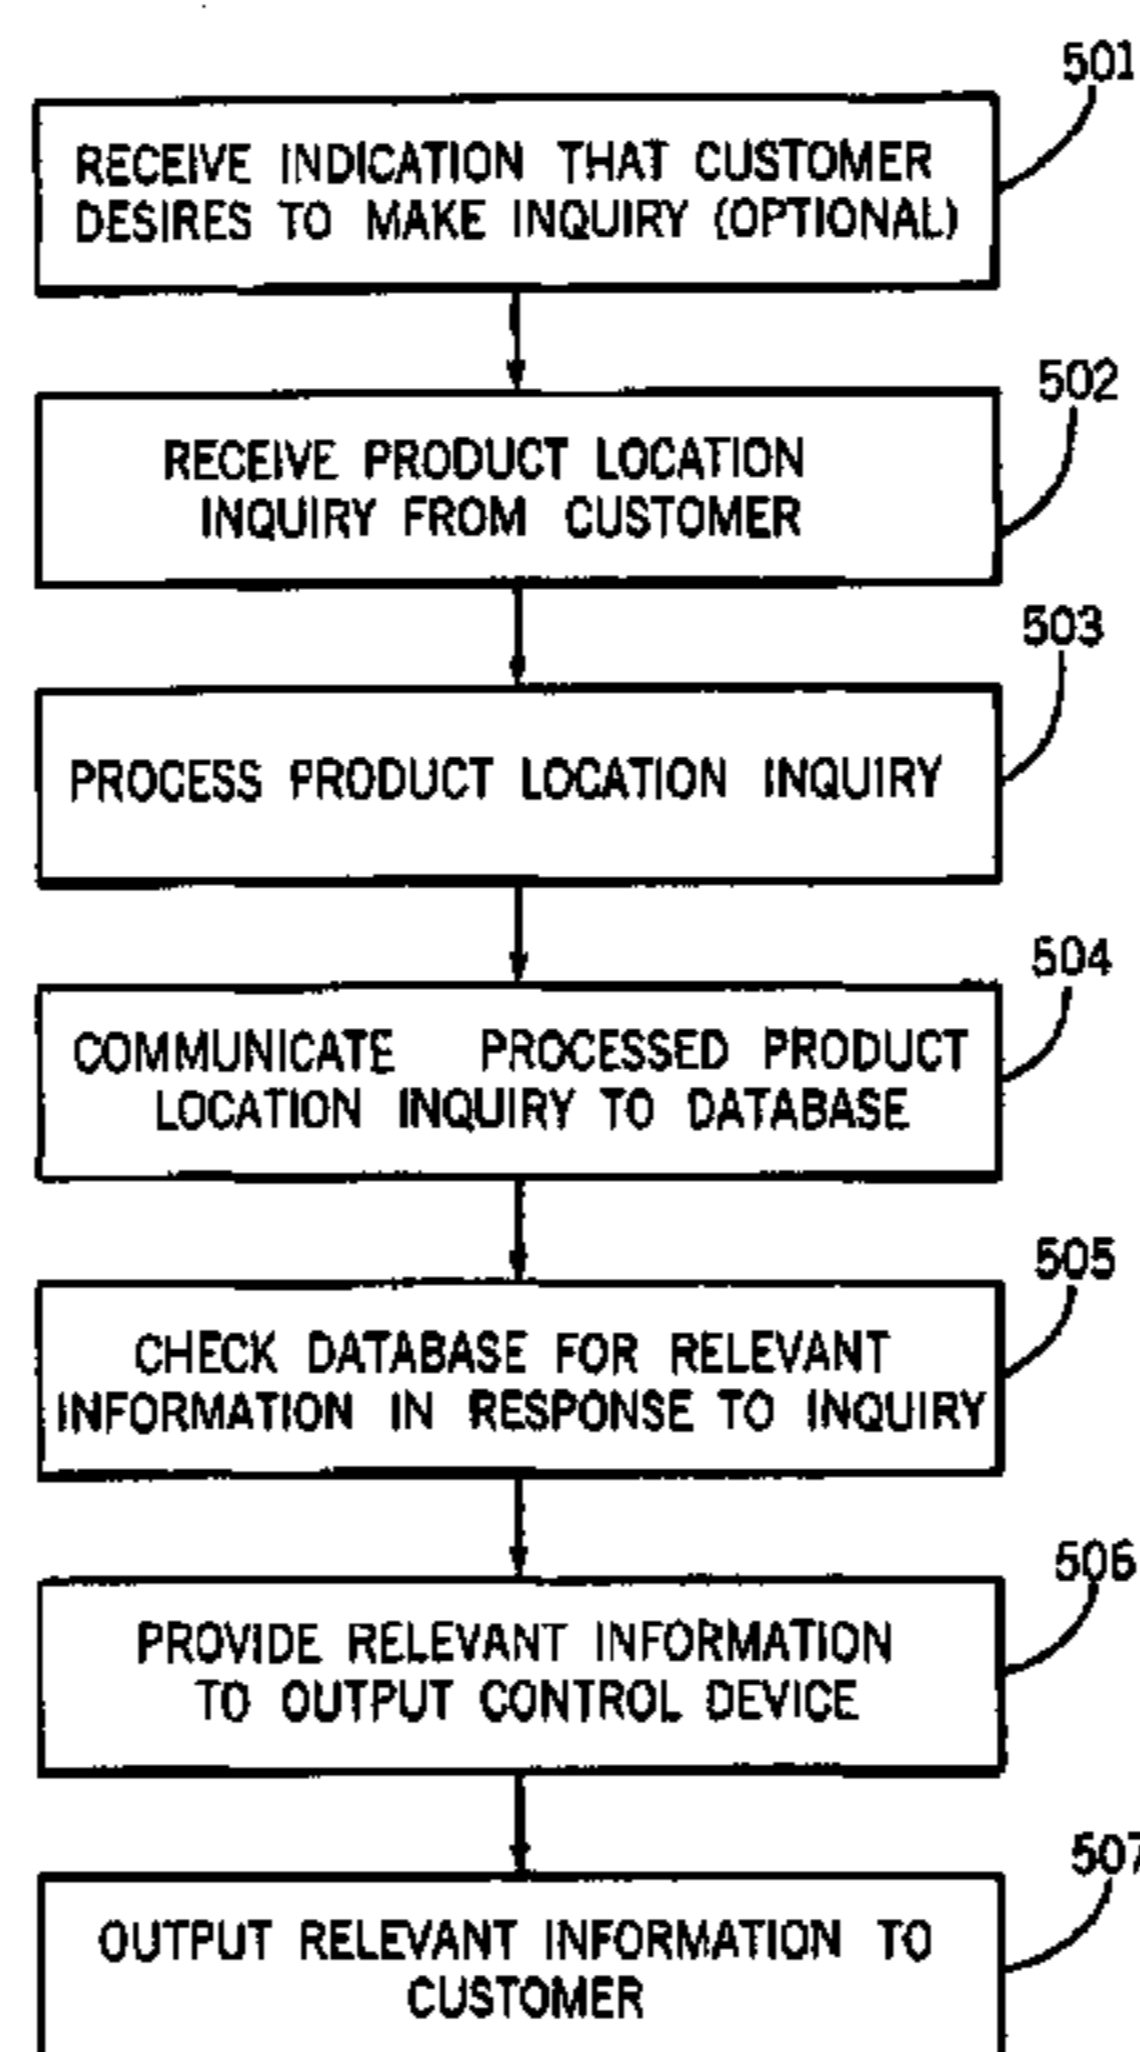 501
RECEIVE INDICATION THAT CUSTOMER
DESIRES TO MAKE INQUIRY (OPTIONAL)
502
RECEIVE PRODUCT LOCATION
INQUIRY FROM CUSTOMER
503
PROCESS PRODUCT LOCATION INQUIRY
504
COMMUNICATE PROCESSED PRODUCT
LOCATION INQUIRY TO DATABASE
505
CHECK DATABASE FOR RELEVANT
INFORMATION IN RESPONSE TO INQUIRY
506
PROVIDE RELEVANT INFORMATION
TO OUTPUT CONTROL DEVICE
507
OUTPUT RELEVANT INFORMATION TO
CUSTOMER